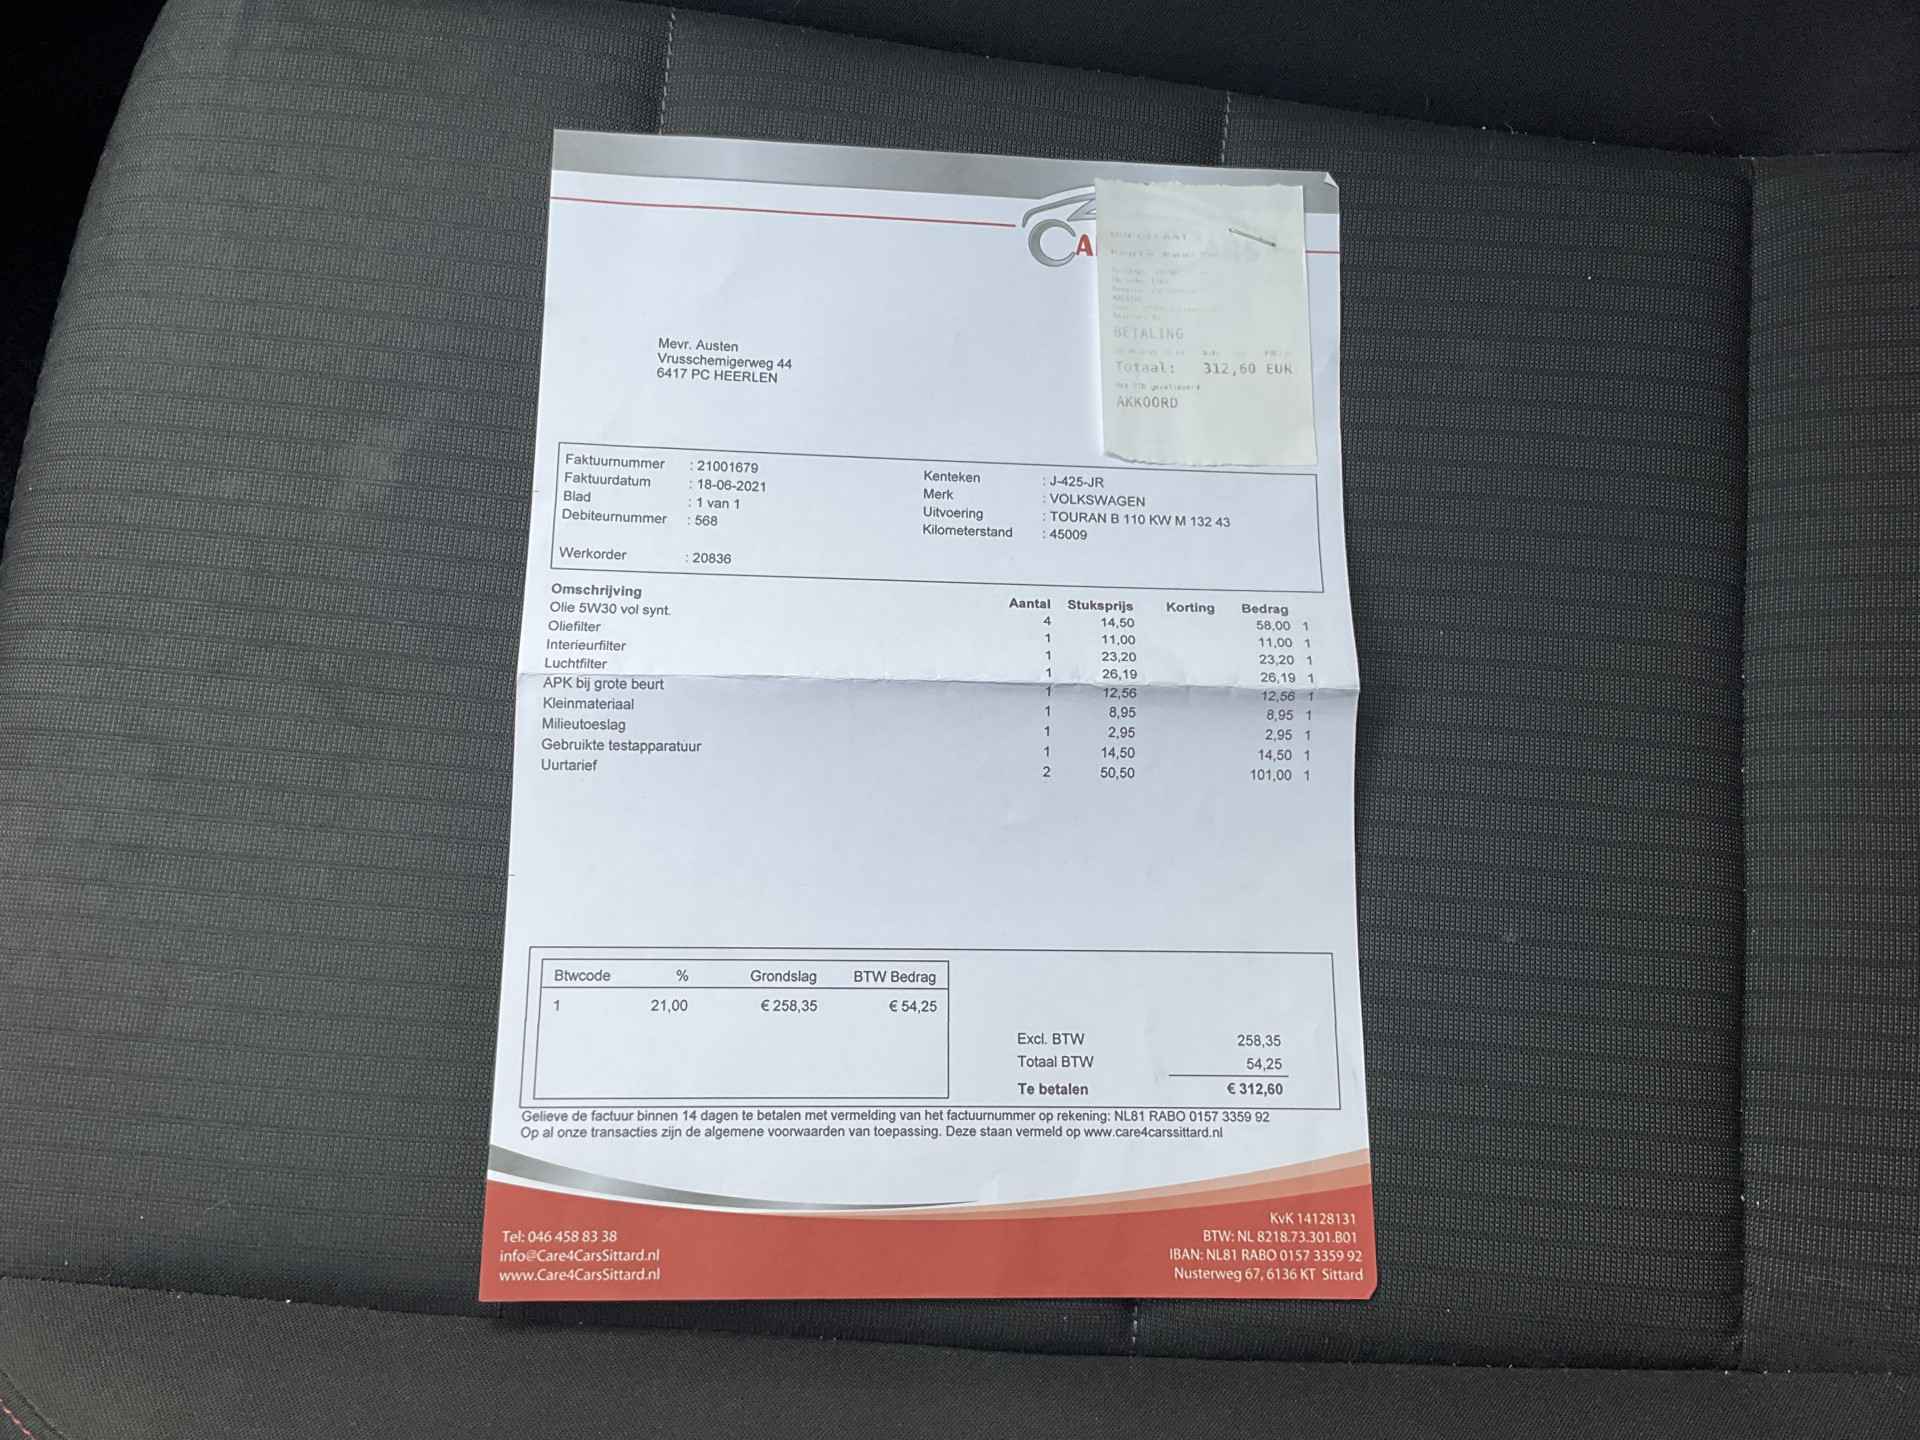 CA
BETALING
Totaal: 312,60 EUR
AKKOORD
Mevr. Austen
Vrusschemigerweg 44
6417 PC HEERLEN
Faktuurnummer : 21001679
Faktuurdatum : 18-06-2021
Blad : 1 van 1
Debiteurnummer : 568
Werkorder : 20836
Kenteken : J-425-JR
Merk : VOLKSWAGEN
Uitvoering : TOURAN B 110 KW M 132 43
Kilometerstand : 45009
Omschrijving Aantal Stuksprijs Korting Bedrag
Olie 5W30 vol synt. 4 14,50 58,00 1
Oliefilter 1 11,00 11,00 1
Interieurfilter 1 23,20 23,20 1
Luchtfilter 1 26,19 26,19 1
APK bij grote beurt 1 12,56 12,56 1
Kleinmateriaal 1 8,95 8,95 1
Milieutoeslag 1 2,95 2,95 1
Gebruikte testapparatuur 1 14,50 14,50 1
Uurtarief 2 50,50 101,00 1
Btwcode % Grondslag BTW Bedrag
1 21,00 € 258,35 € 54,25
Excl. BTW 258,35
Totaal BTW 54,25
Te betalen € 312,60
Gelieve de factuur binnen 14 dagen te betalen met vermelding van het factuurnummer op rekening: NL81 RABO 0157 3359 92
Op al onze transacties zijn de algemene voorwaarden van toepassing. Deze staan vermeld op www.care4carssittard.nl
Tel: 046 458 83 38
info@Care4CarsSittard.nl
www.Care4CarsSittard.nl
KvK 14128131
BTW: NL 8218.73.301.B01
IBAN: NL81 RABO 0157 3359 92
Nusterweg 67, 6136 KT Sittard